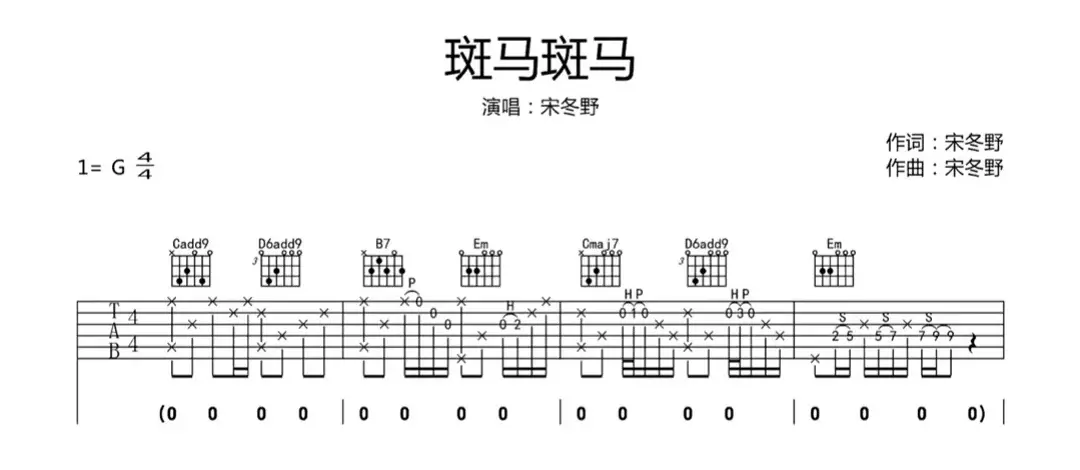 斑马斑马
演唱：宋冬野
作词：宋冬野
1= G 4/4
作曲：宋冬野
Cadd9 D6add9 B7 Em Cmaj7 D6add9 Em
3 3
P H HP HP S S S
T A B 4/4 0 0 0 0 2 0 1 0 0 3 0 2 5 5 7 7 9 9
(0 0 0 0 | 0 0 0 0 | 0 0 0 0 | 0 0 0 0)